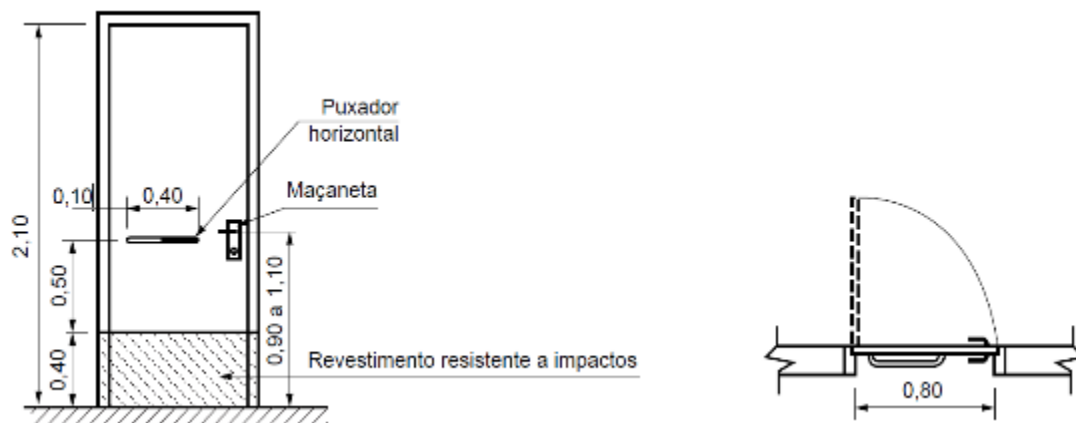 Puxador
horizontal
Maçaneta
0,10
0,40
2,10
0,50
0,90 a 1,10
0,40
Revestimento resistente a impactos
0,80